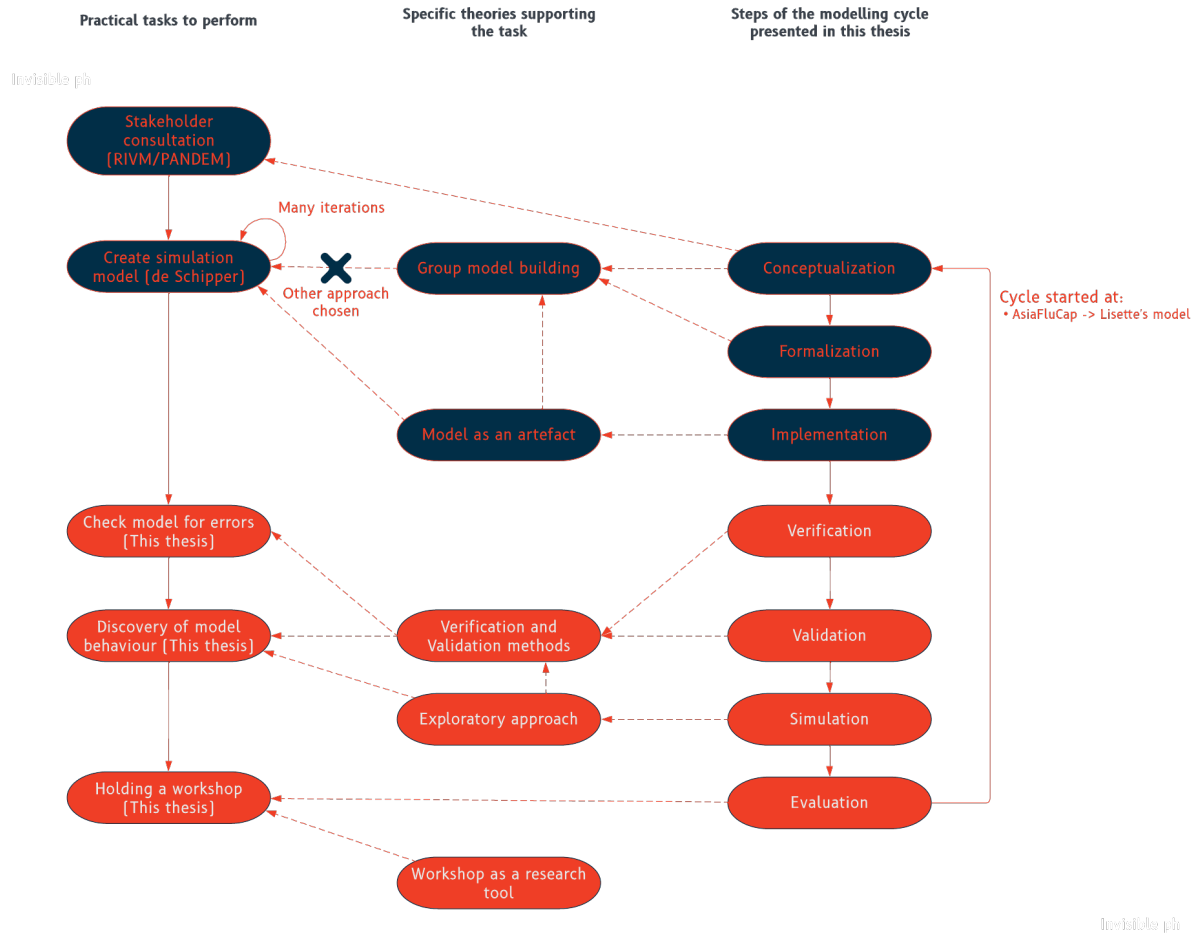 Practical tasks to perform
Specific theories supporting
the task
Steps of the modelling cycle
presented in this thesis
Invisible ph
Stakeholder
consultation
(RIVM/PANDEM)
Many iterations
Create simulation
model (de Schipper)
Other approach
chosen
Group model building
Conceptualization
Cycle started at:
• AsiaFluCap -> Lisette's model
Formalization
Model as an artefact
Implementation
Check model for errors
(This thesis)
Verification
Discovery of model
behaviour (This thesis)
Verification and
Validation methods
Validation
Exploratory approach
Simulation
Holding a workshop
(This thesis)
Evaluation
Workshop as a research
tool
Invisible ph